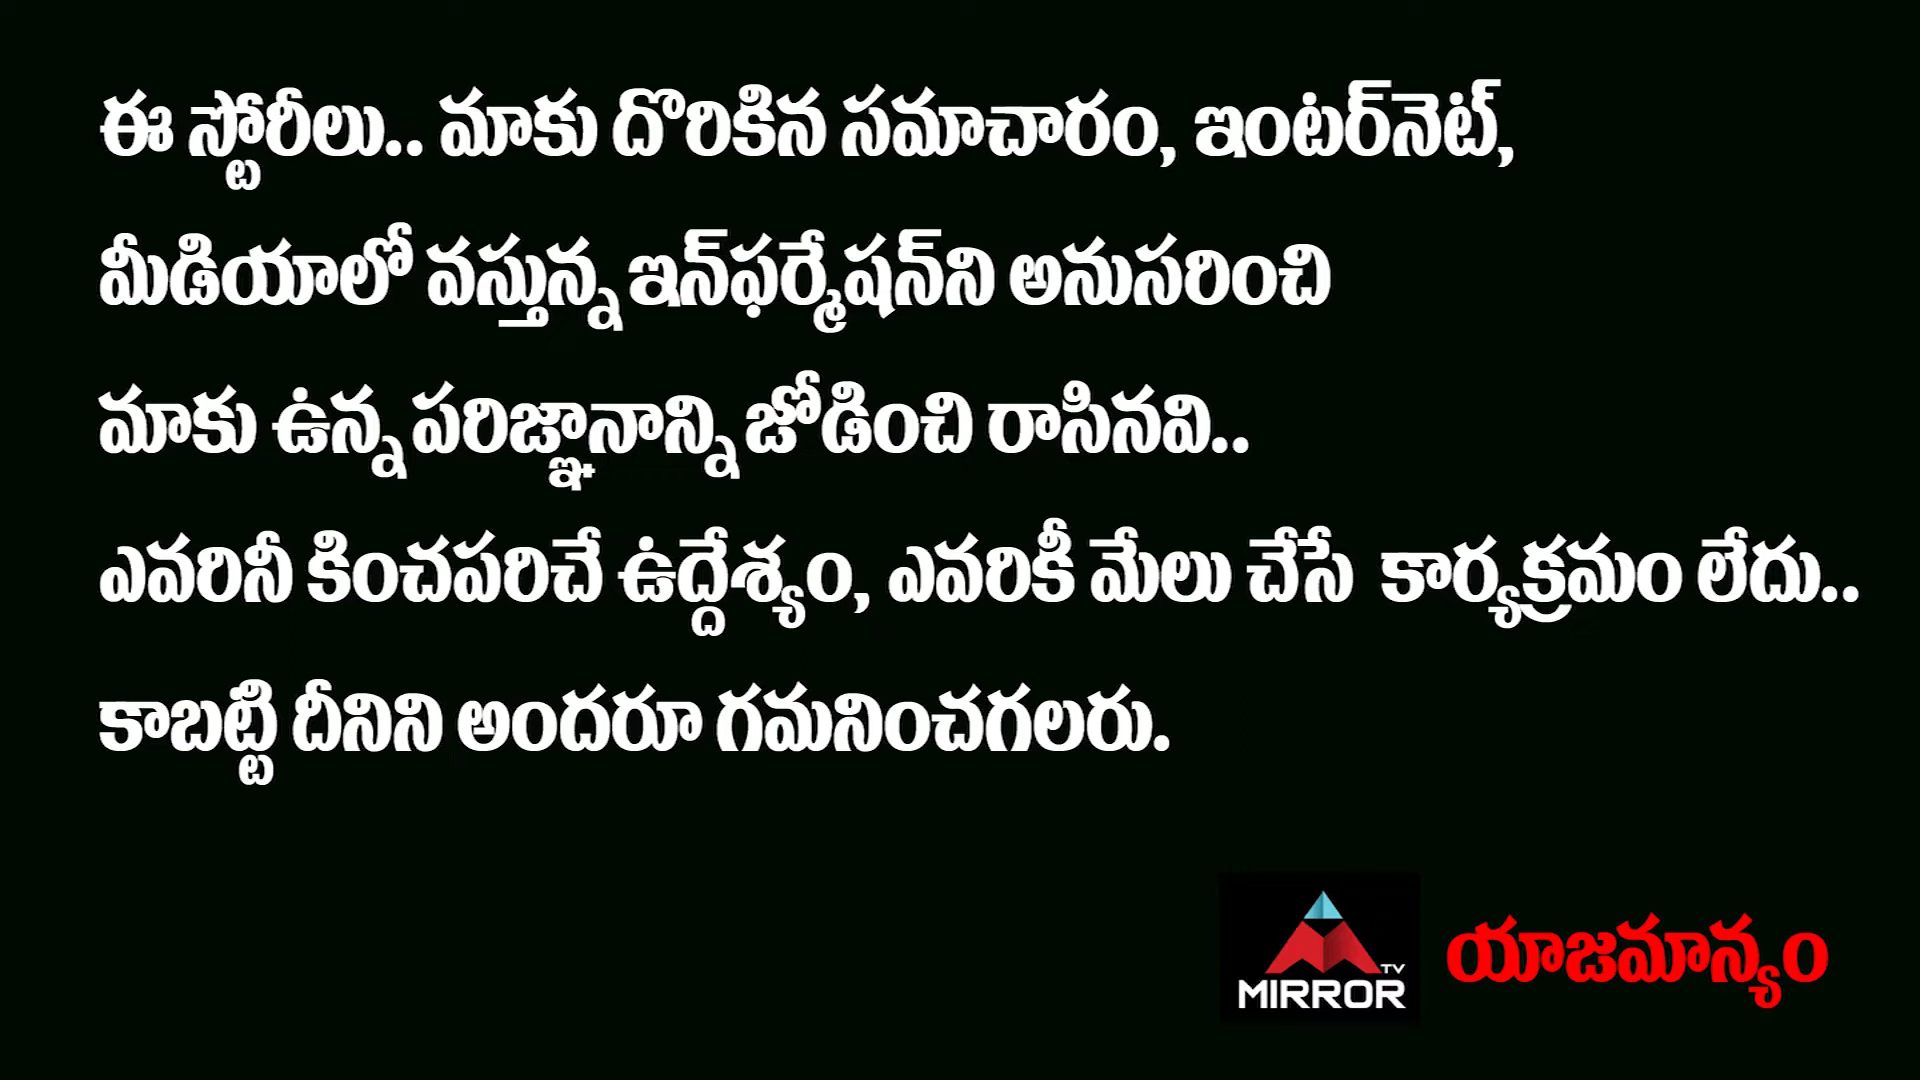 ఈ స్టోరీలు.. మాకు దొరికిన సమాచారం, ఇంటర్‌నెట్,
మీడియాలో వస్తున్న ఇన్‌ఫర్మేషన్‌ని అనుసరించి
మాకు ఉన్న పరిజ్ఞానాన్ని జోడించి రాసినవి..
ఎవరినీ కించపరిచే ఉద్దేశ్యం, ఎవరికీ మేలు చేసే కార్యక్రమం లేదు..
కాబట్టి దీనిని అందరూ గమనించగలరు.
TV
MIRROR
యాజమాన్యం